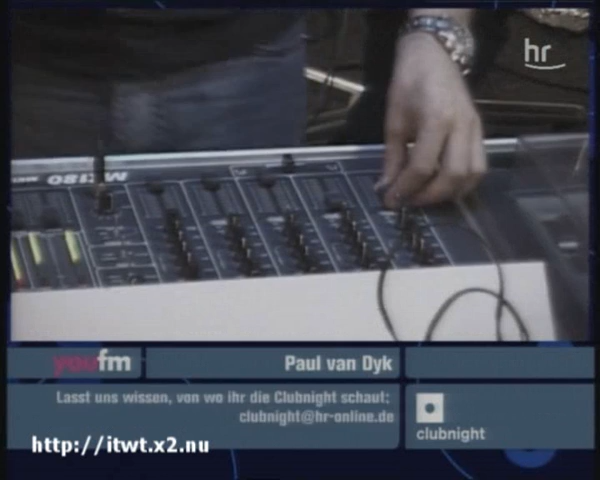 hr
MX180
youfm
Paul van Dyk
Lasst uns wissen, von wo ihr die Clubnight schaut:
clubnight@hr-online.de
clubnight
http://itwt.x2.nu